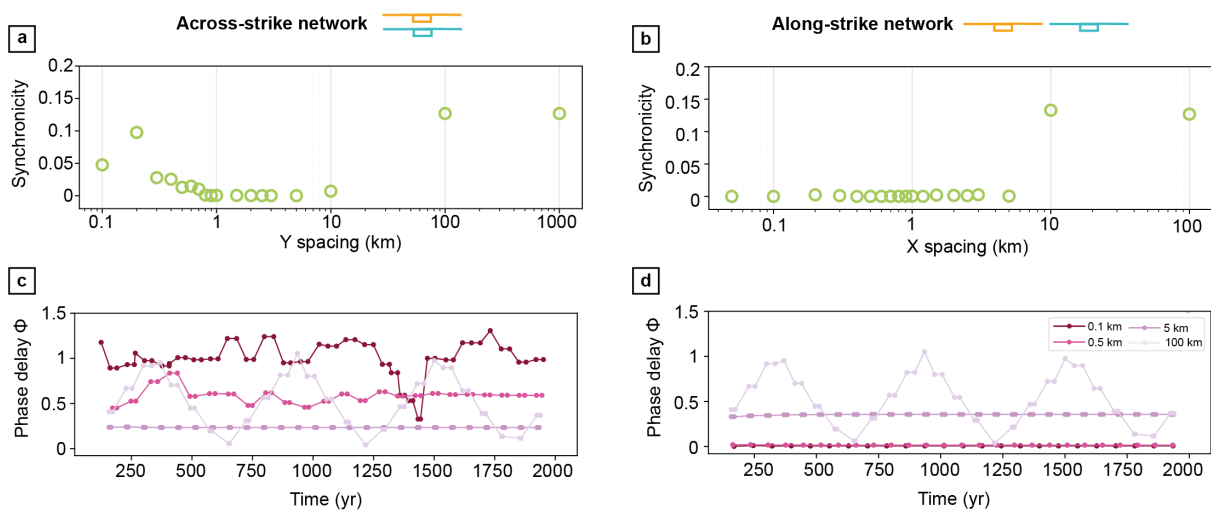 Across-strike network
a
Synchronicity
0.2
0.15
0.1
0.05
0
0.1
1
10
100
1000
Y spacing (km)
Along-strike network
b
Synchronicity
0.2
0.15
0.1
0.05
0
0.1
1
10
100
X spacing (km)
c
Phase delay Φ
1.5
1
0.5
0
250
500
750
1000
1250
1500
1750
2000
Time (yr)
d
Phase delay Φ
1.5
1
0.5
0
0.1 km
5 km
0.5 km
100 km
250
500
750
1000
1250
1500
1750
2000
Time (yr)